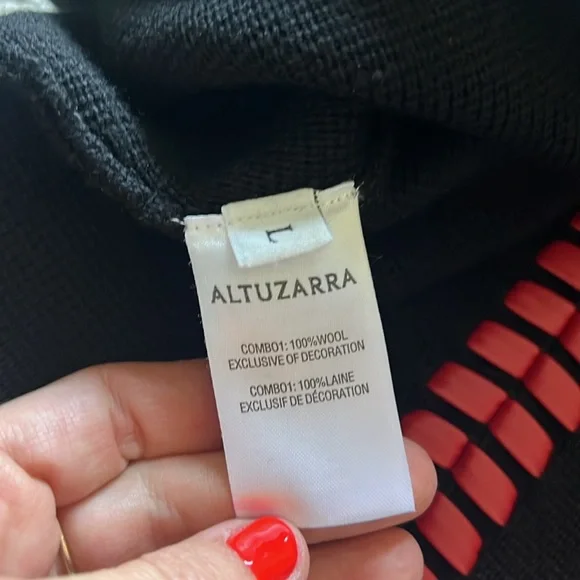 L
ALTUZARRA
COMBO1: 100%WOOL
EXCLUSIVE OF DECORATION
COMBO1: 100%LAINE
EXCLUSIF DE DÉCORATION